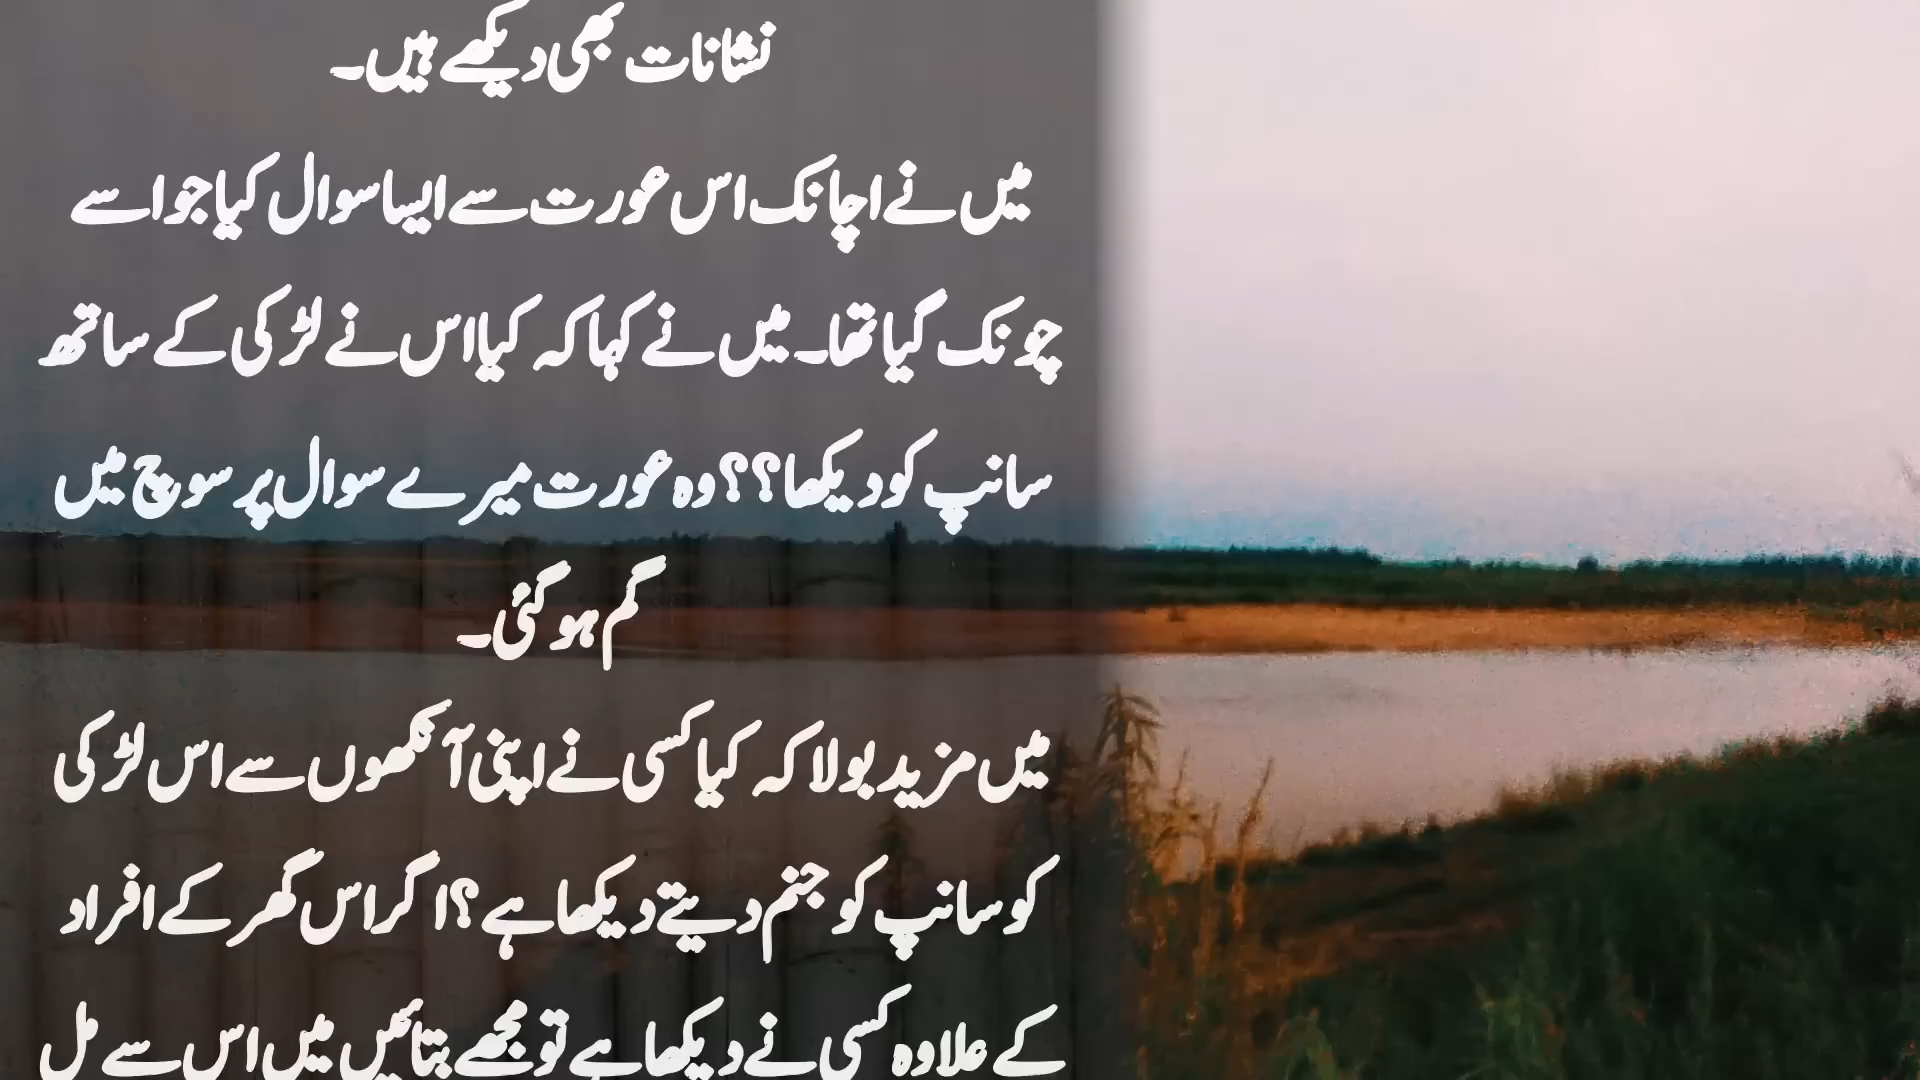 نشانات بھی دیکھے ہیں۔
میں نے اچانک اس عورت سے ایسا سوال کیا جو اسے
چونک گیا تھا۔ میں نے کہا کہ کیا اس نے لڑکی کے ساتھ
سانپ کو دیکھا؟؟ وہ عورت میرے سوال پر سوچ میں
گم ہو گئی۔
میں مزید بولا کہ کیا کسی نے اپنی آنکھوں سے اس لڑکی
کو سانپ کو جنم دیتے دیکھا ہے؟ اگر اس گھر کے افراد
کے علاوہ کسی نے دیکھا ہے تو مجھے بتائیں میں اس سے مل